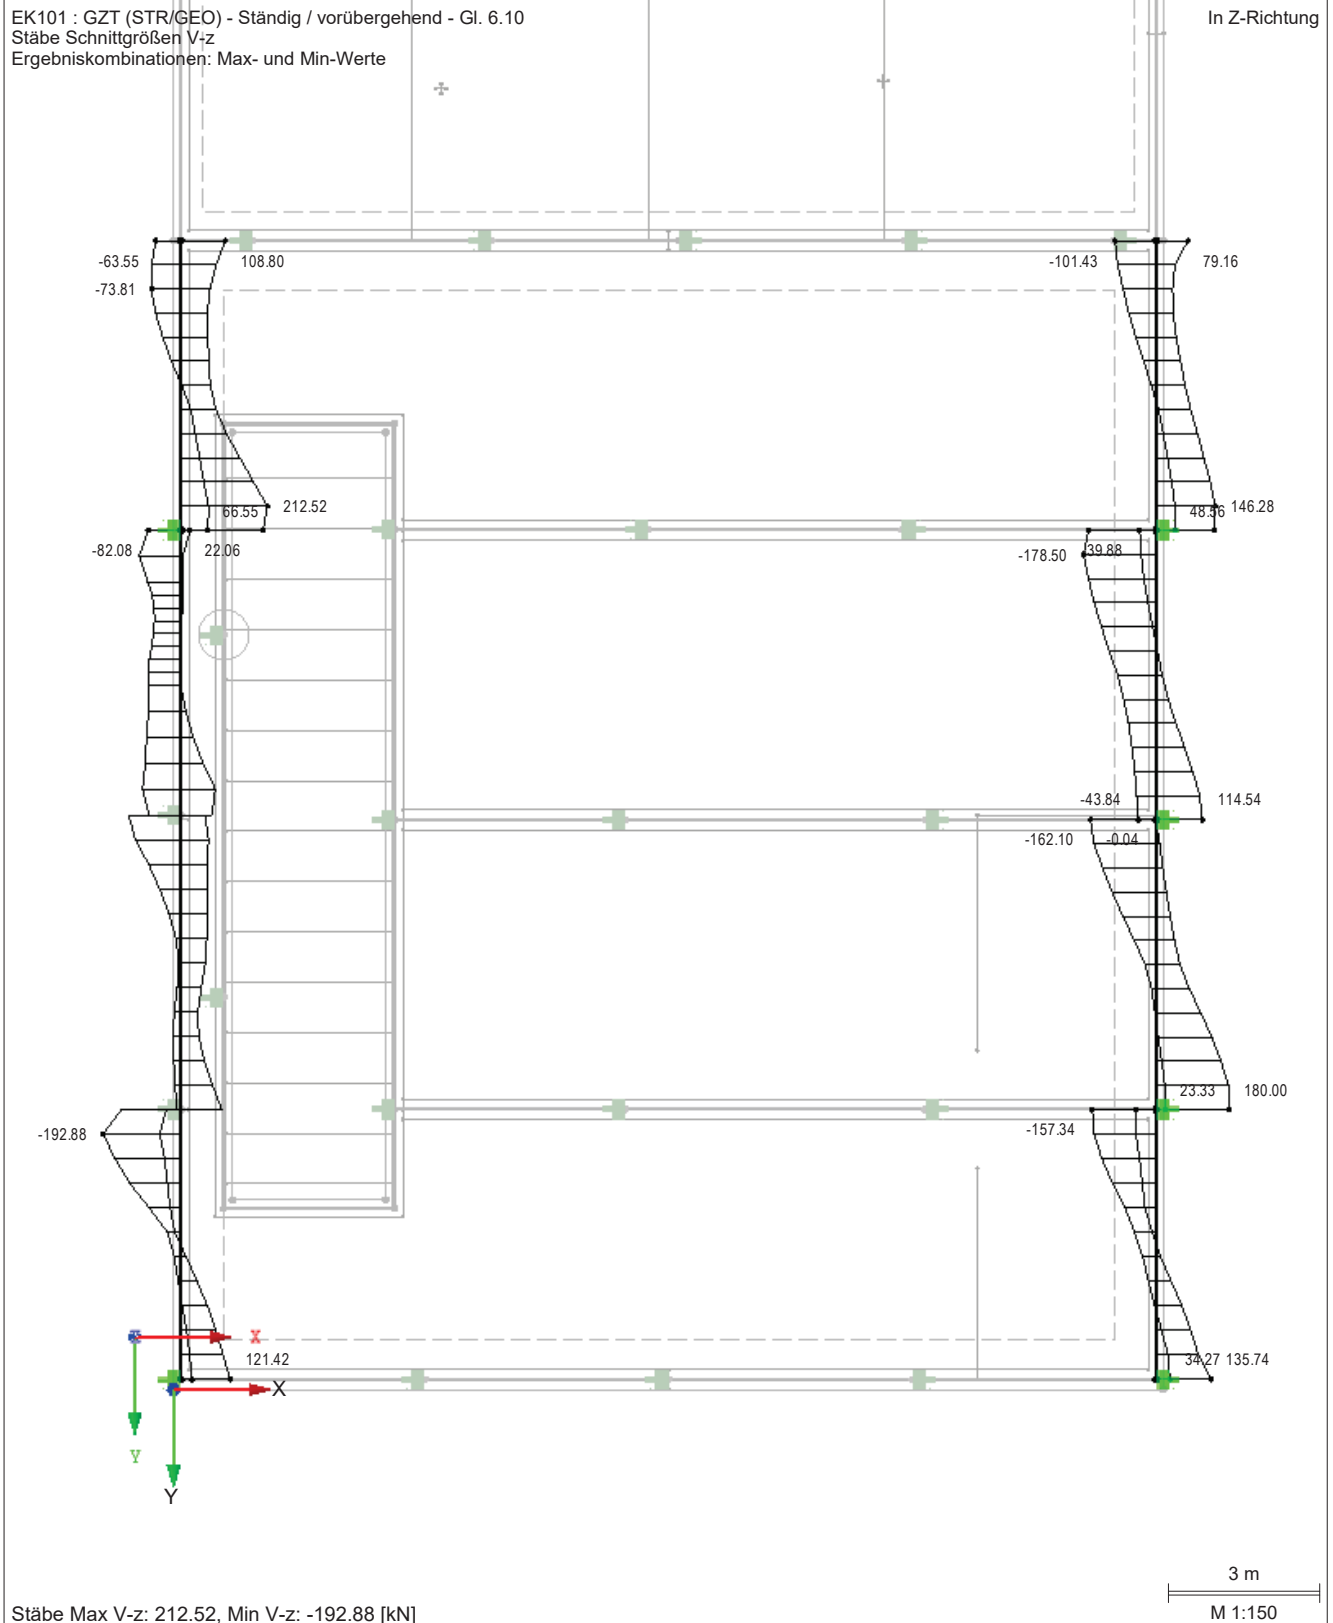 EK101 : GZT (STR/GEO) - Ständig / vorübergehend - Gl. 6.10
In Z-Richtung
Stäbe Schnittgrößen V-z
Ergebniskombinationen: Max- und Min-Werte
-63.55
108.80
-101.43
79.16
-73.81
66.55
212.52
48.56
146.28
-82.08
22.06
-178.50
39.88
-43.84
114.54
-162.10
-0.04
23.33
180.00
-192.88
-157.34
121.42
34.27
135.74
X
X
Y
Y
3 m
M 1:150
Stäbe Max V-z: 212.52, Min V-z: -192.88 [kN]